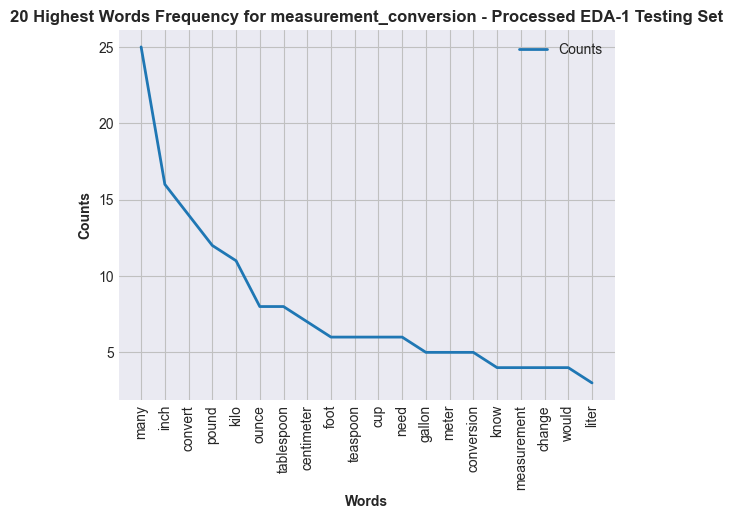 20 Highest Words Frequency for measurement_conversion - Processed EDA-1 Testing Set
Counts
25
20
15
10
5
Counts
many
inch
convert
pound
kilo
ounce
tablespoon
centimeter
foot
teaspoon
cup
need
gallon
meter
conversion
know
measurement
change
would
liter
Words